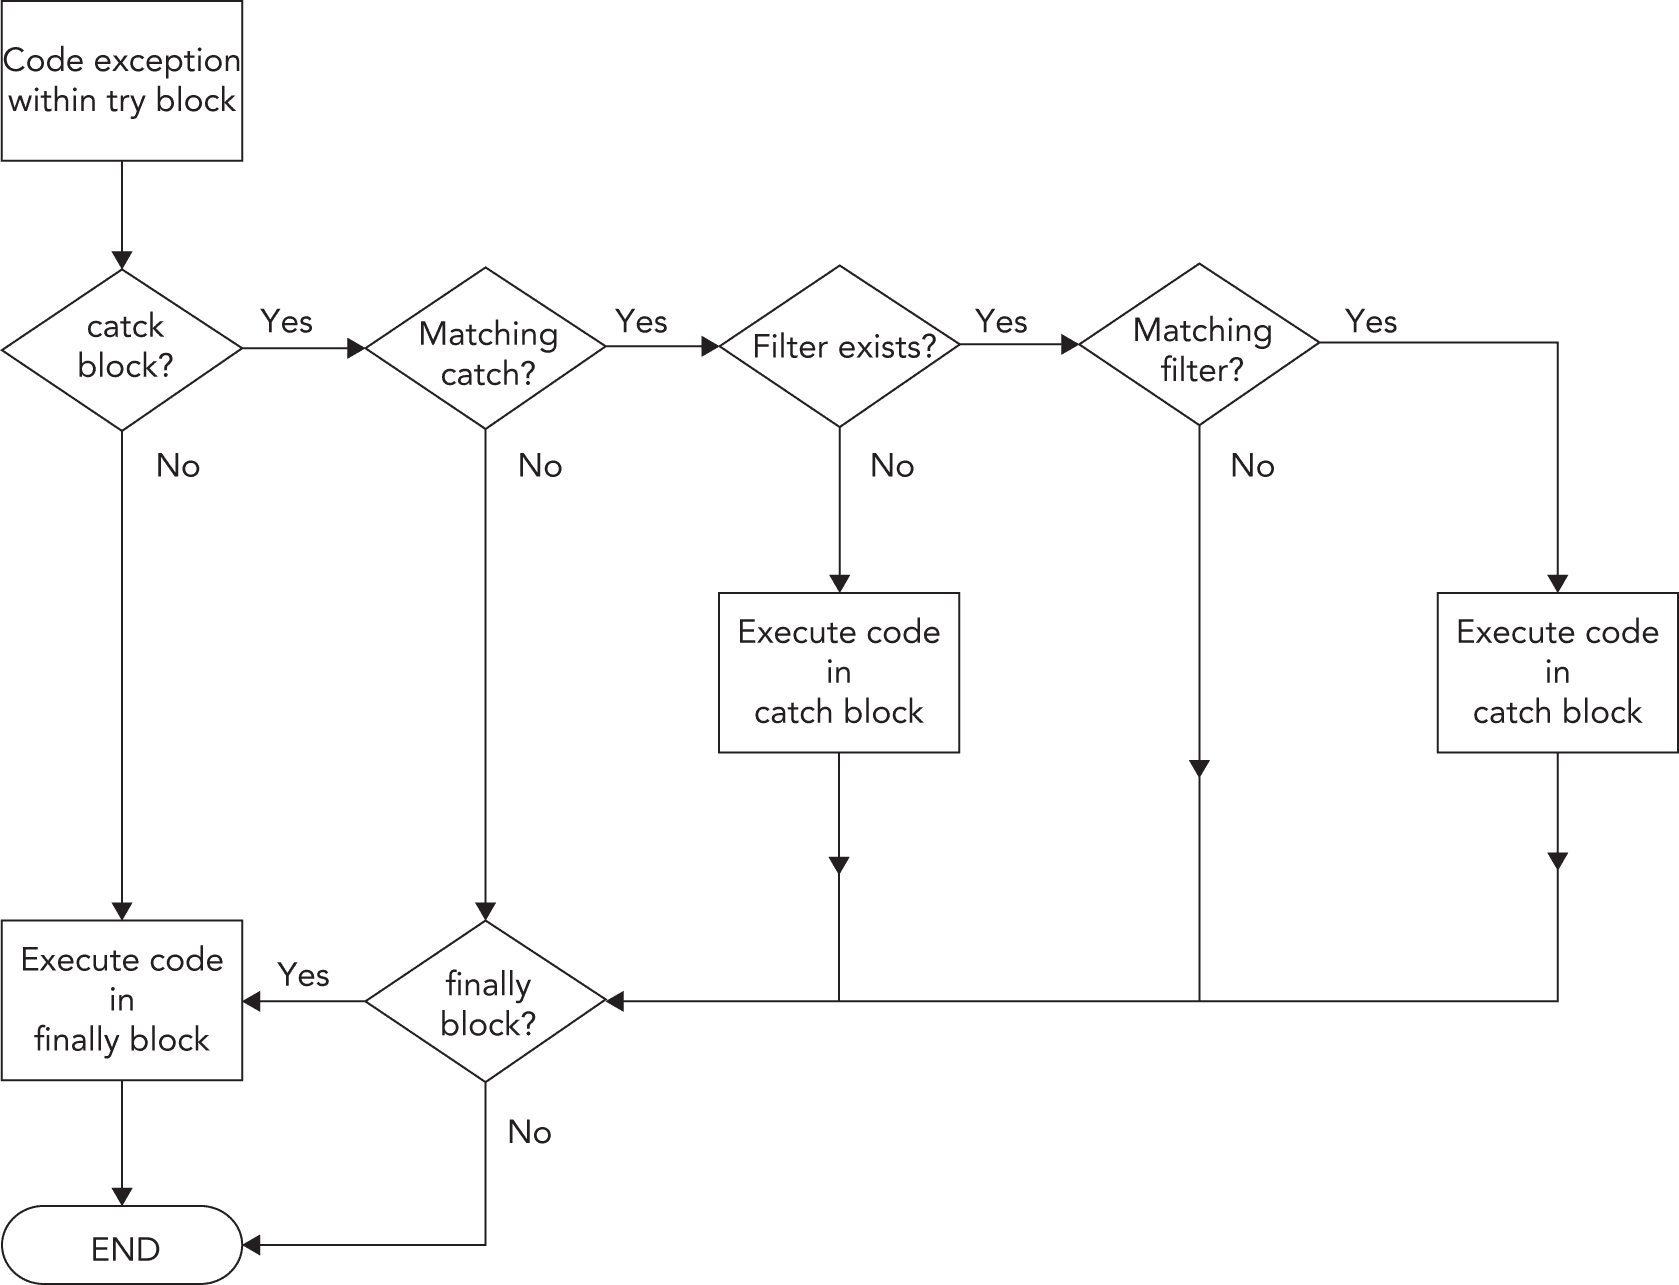 Code exception
within try block
catck
block?
Yes
Matching
catch?
Yes
Filter exists?
Yes
Matching
filter?
Yes
No
No
No
No
Execute code
in
catch block
Execute code
in
catch block
Execute code
in
finally block
Yes
finally
block?
No
END